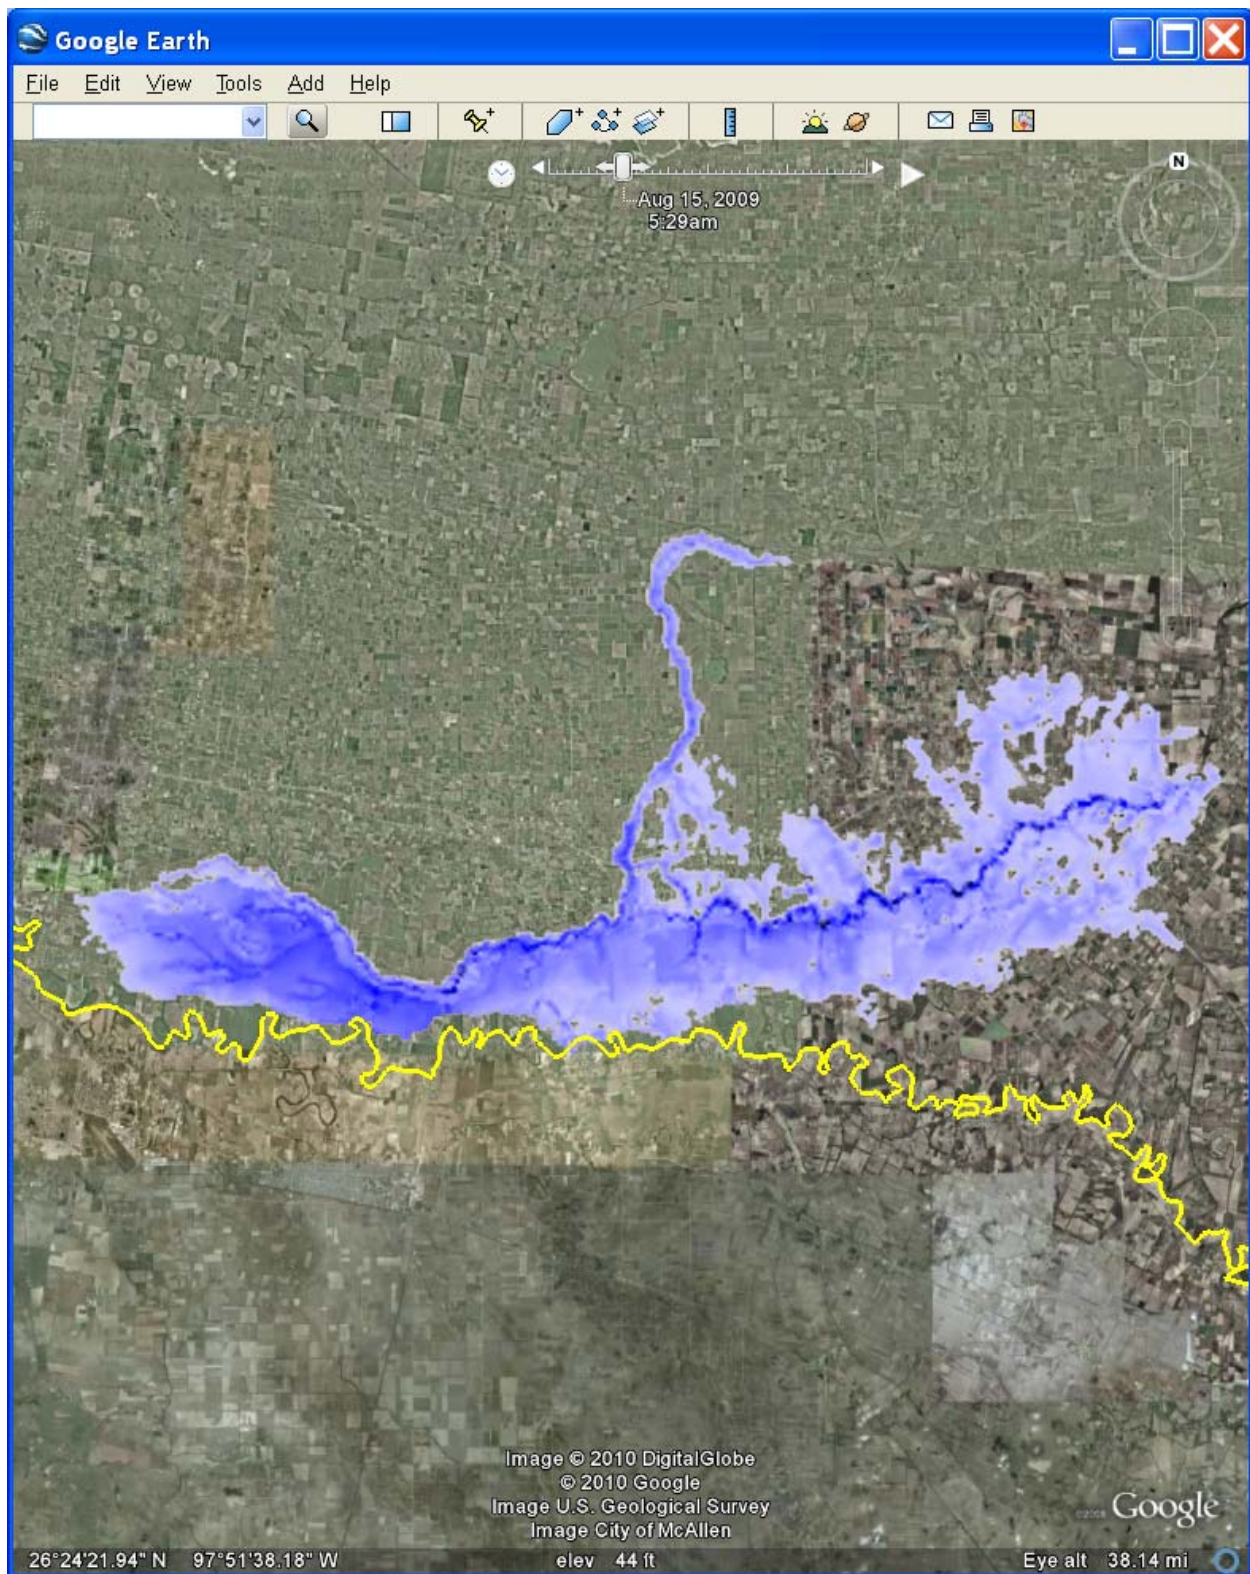 Google Earth
File Edit View Tools Add Help
N
Aug 15, 2009
5:29am
Image © 2010 DigitalGlobe
© 2010 Google
Image U.S. Geological Survey
Image City of McAllen
Google
26°24'21.94" N 97°51'38.18" W elev 44 ft Eye alt 38.14 mi